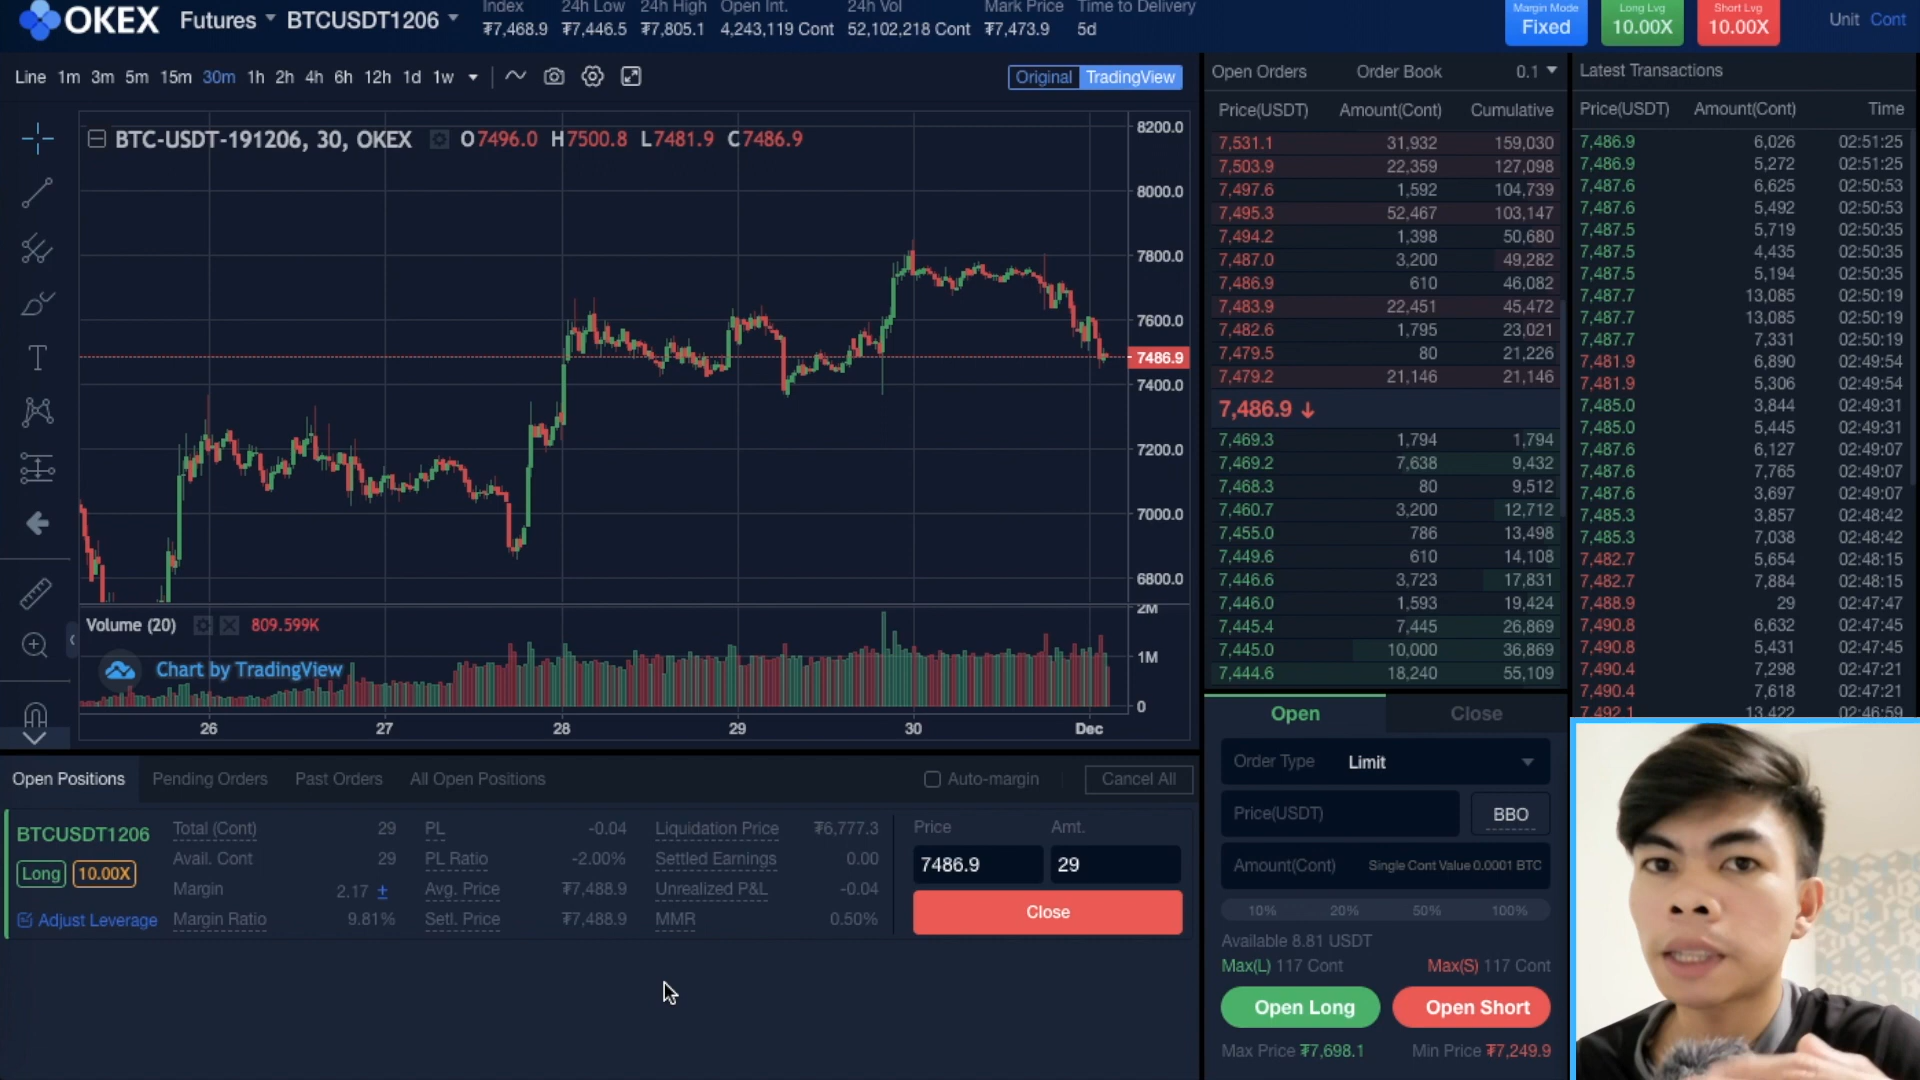 OKEX Futures BTCUSDT1206
Index 24h Low 24h High Open Int. 24h Vol Mark Price Time to Delivery
₮7,468.9 ₮7,446.5 ₮7,805.1 4,243,119 Cont 52,102,218 Cont ₮7,473.9 5d
Margin Mode Fixed
Long Lvg 10.00X
Short Lvg 10.00X
Unit Cont
Line 1m 3m 5m 15m 30m 1h 2h 4h 6h 12h 1d 1w
Original TradingView
BTC-USDT-191206, 30, OKEX O7496.0 H7500.8 L7481.9 C7486.9
8200.0
8000.0
7800.0
7600.0
7486.9
7400.0
7200.0
7000.0
6800.0
Volume (20) 809.599K
Chart by TradingView
2M
1M
0
26 27 28 29 30 Dec
Open Orders Order Book 0.1
Price(USDT) Amount(Cont) Cumulative
7,531.1 31,932 159,030
7,503.9 22,359 127,098
7,497.6 1,592 104,739
7,495.3 52,467 103,147
7,494.2 1,398 50,680
7,487.0 3,200 49,282
7,486.9 610 46,082
7,483.9 22,451 45,472
7,482.6 1,795 23,021
7,479.5 80 21,226
7,479.2 21,146 21,146
7,486.9 ↓
7,469.3 1,794 1,794
7,469.2 7,638 9,432
7,468.3 80 9,512
7,460.7 3,200 12,712
7,455.0 786 13,498
7,449.6 610 14,108
7,446.6 3,723 17,831
7,446.0 1,593 19,424
7,445.4 7,445 26,869
7,445.0 10,000 36,869
7,444.6 18,240 55,109
Latest Transactions
Price(USDT) Amount(Cont) Time
7,486.9 6,026 02:51:25
7,486.9 5,272 02:51:25
7,487.6 6,625 02:50:53
7,487.6 5,492 02:50:53
7,487.5 5,719 02:50:35
7,487.5 4,435 02:50:35
7,487.5 5,194 02:50:35
7,487.7 13,085 02:50:19
7,487.7 13,085 02:50:19
7,487.7 7,331 02:50:19
7,481.9 6,890 02:49:54
7,481.9 5,306 02:49:54
7,485.0 3,844 02:49:31
7,485.0 5,445 02:49:31
7,487.6 6,127 02:49:07
7,487.6 7,765 02:49:07
7,487.6 3,697 02:49:07
7,485.3 3,857 02:48:42
7,485.3 7,038 02:48:42
7,482.7 5,654 02:48:15
7,482.7 7,884 02:48:15
7,488.9 29 02:47:47
7,490.8 6,632 02:47:45
7,490.8 5,431 02:47:45
7,490.4 7,298 02:47:21
7,490.4 7,618 02:47:21
7,492.1 13,422 02:46:59
Open Positions Pending Orders Past Orders All Open Positions Auto-margin Cancel All
BTCUSDT1206
Long 10.00X
Adjust Leverage
Total (Cont) 29
Avail. Cont 29
Margin 2.17 ±
Margin Ratio 9.81%
PL -0.04
PL Ratio -2.00%
Avg. Price ₮7,488.9
Setl. Price ₮7,488.9
Liquidation Price ₮6,777.3
Settled Earnings 0.00
Unrealized P&L -0.04
MMR 0.50%
Price Amt.
7486.9 29
Close
Open Close
Order Type Limit
Price(USDT) BBO
Amount(Cont) Single Cont Value 0.0001 BTC
10% 20% 50% 100%
Available 8.81 USDT
Max(L) 117 Cont Max(S) 117 Cont
Open Long Open Short
Max Price ₮7,698.1 Min Price ₮7,249.9